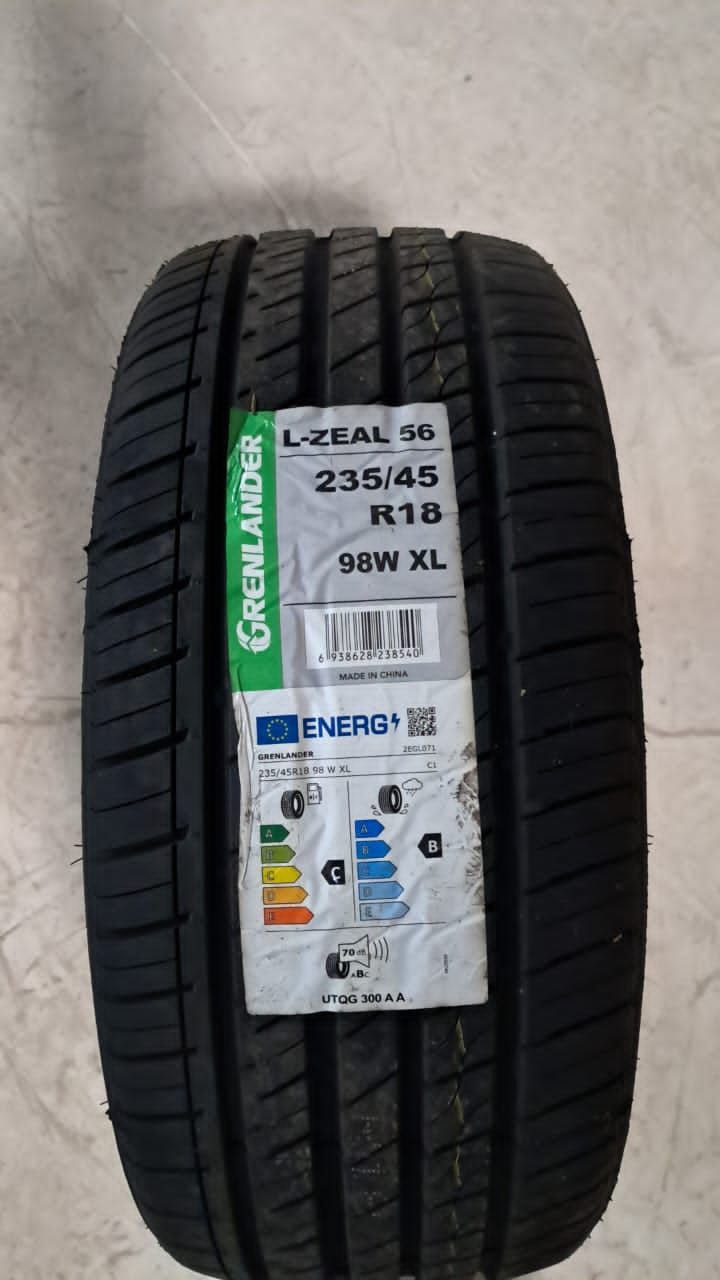 GRENLANDER
L-ZEAL 56
235/45
R18
98W XL
6 938628 238540
MADE IN CHINA
ENERG
GRENLANDER
2EGL071
235/45R18 98 W XL
C1
A
B
C
D
E
C
A
B
C
D
E
B
70 dB
ABC
UTQG 300 A A